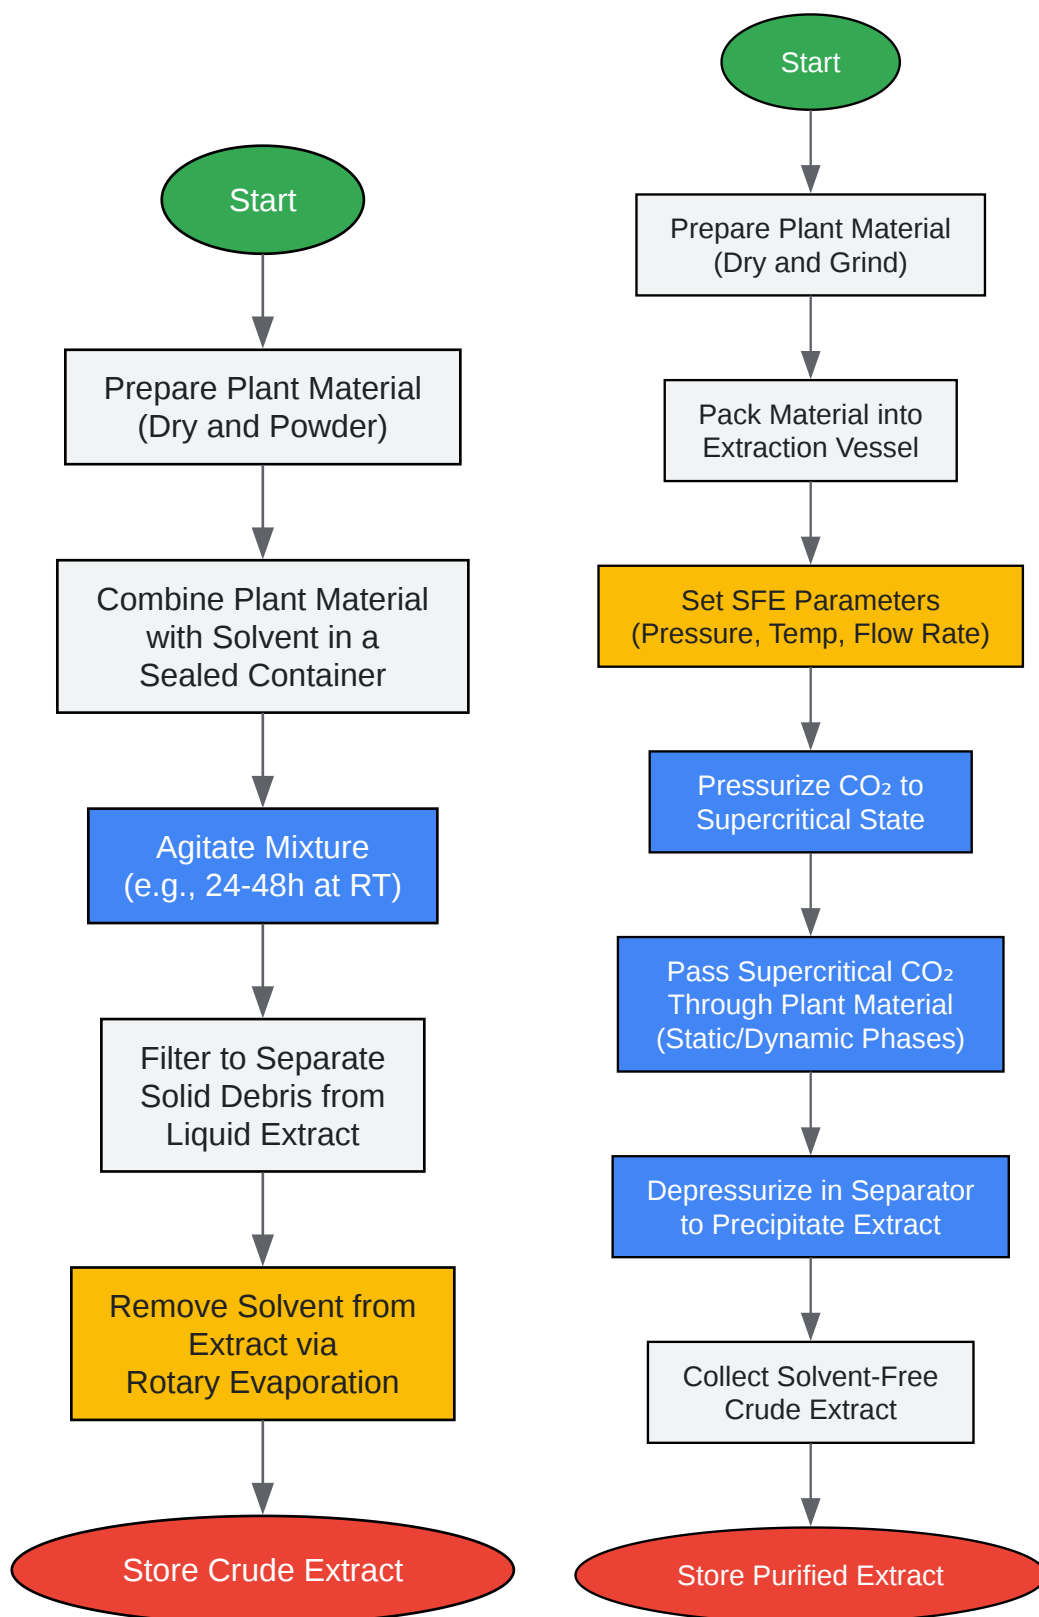 Start
Prepare Plant Material
(Dry and Powder)
Combine Plant Material
with Solvent in a
Sealed Container
Agitate Mixture
(e.g., 24-48h at RT)
Filter to Separate
Solid Debris from
Liquid Extract
Remove Solvent from
Extract via
Rotary Evaporation
Store Crude Extract
Start
Prepare Plant Material
(Dry and Grind)
Pack Material into
Extraction Vessel
Set SFE Parameters
(Pressure, Temp, Flow Rate)
Pressurize CO₂ to
Supercritical State
Pass Supercritical CO₂
Through Plant Material
(Static/Dynamic Phases)
Depressurize in Separator
to Precipitate Extract
Collect Solvent-Free
Crude Extract
Store Purified Extract